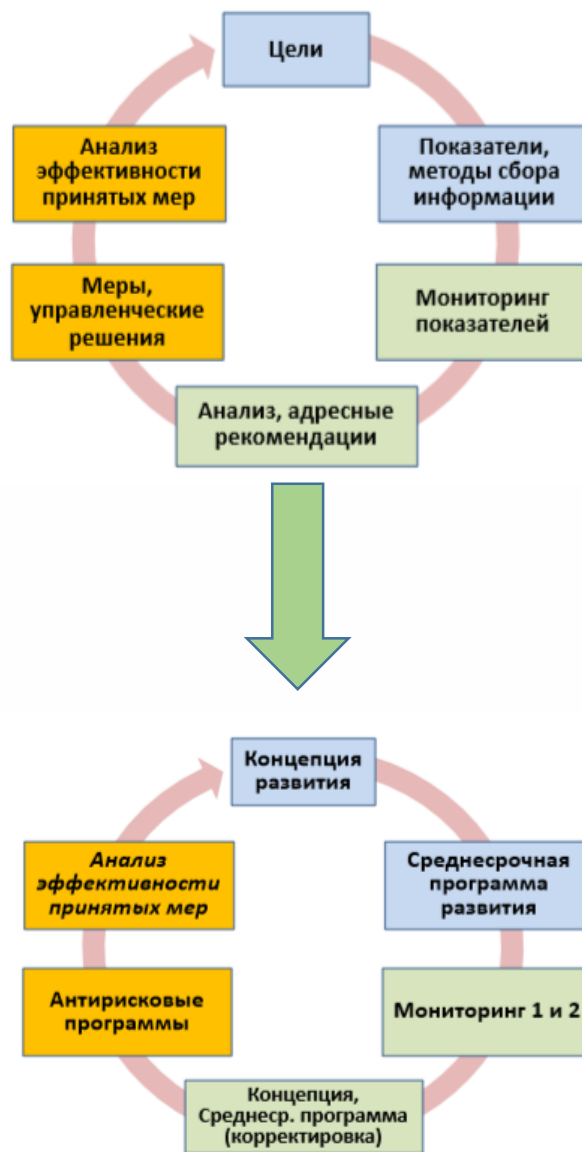 Цели
Показатели,
методы сбора
информации
Мониторинг
показателей
Анализ, адресные
рекомендации
Меры,
управленческие
решения
Анализ
эффективности
принятых мер
Концепция
развития
Среднесрочная
программа
развития
Мониторинг 1 и 2
Концепция,
Среднеср. программа
(корректировка)
Антирисковые
программы
Анализ
эффективности
принятых мер